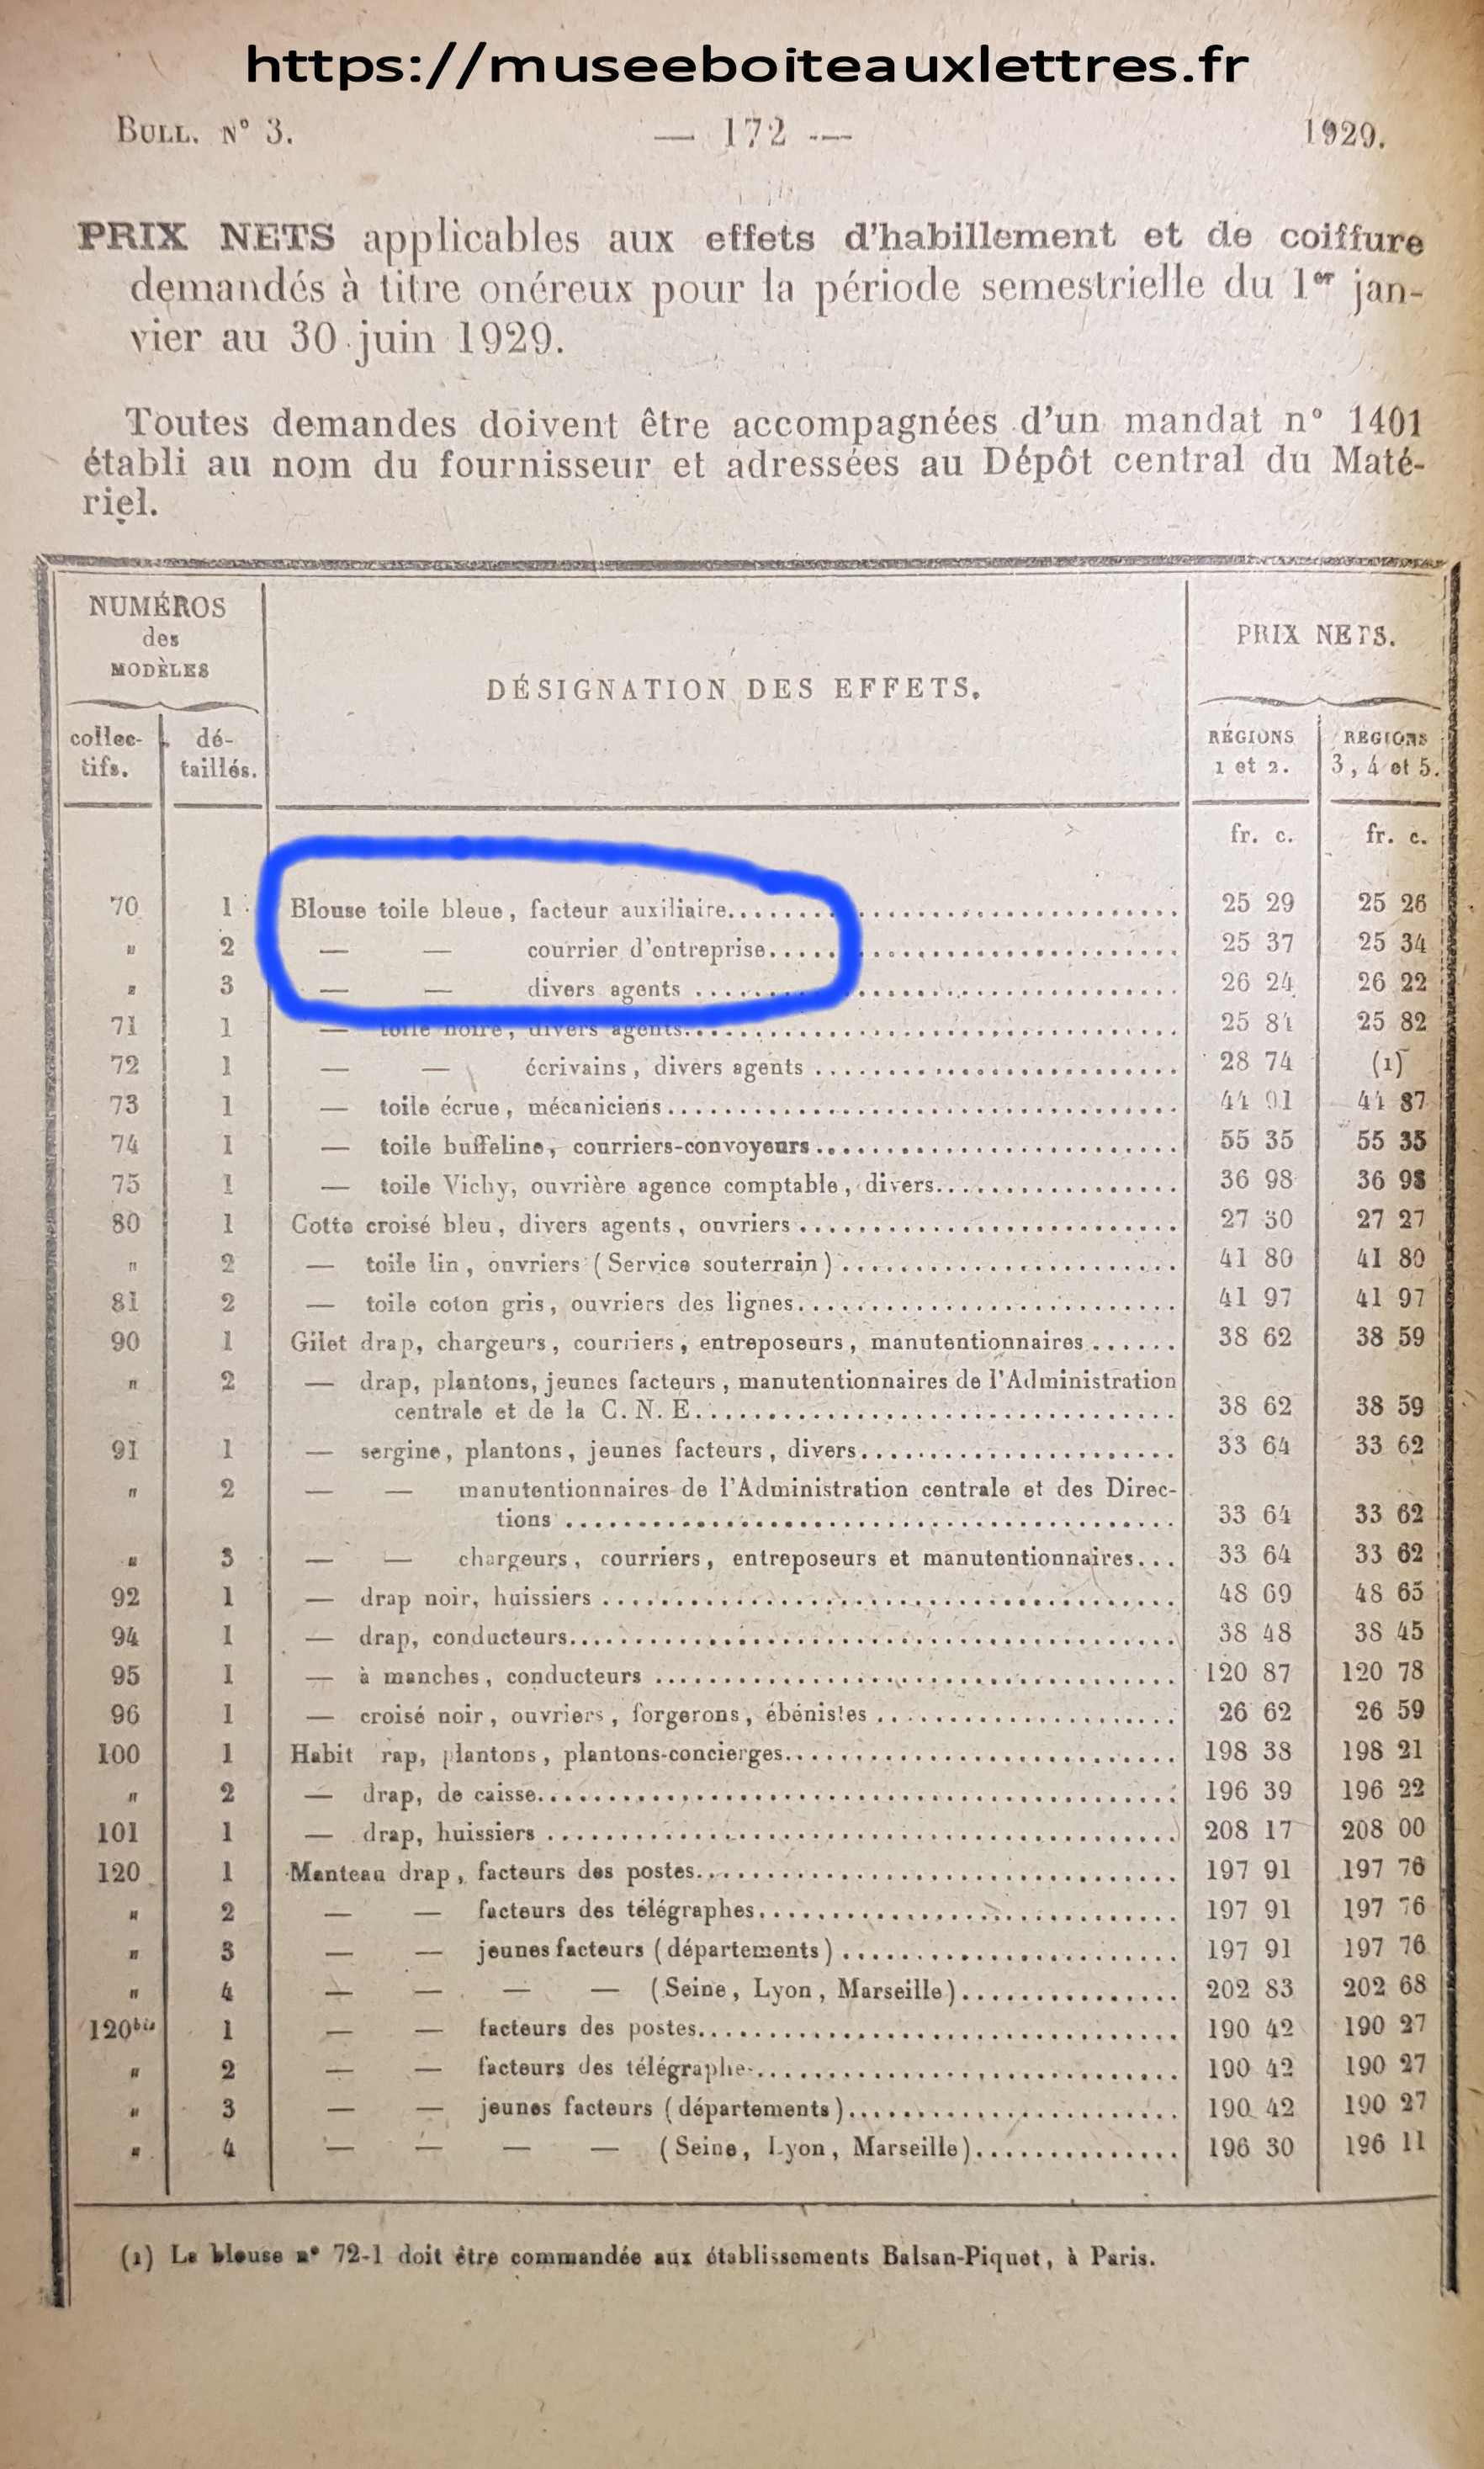 https://museeboiteauxlettres.fr
BULL. N° 3. — 172 — 1929.
PRIX NETS applicables aux effets d'habillement et de coiffure
demandés à titre onéreux pour la période semestrielle du 1er jan-
vier au 30 juin 1929.
Toutes demandes doivent être accompagnées d'un mandat n° 1401
établi au nom du fournisseur et adressées au Dépôt central du Maté-
riel.
NUMÉROS
des
MODÈLES
PRIX NETS.
DÉSIGNATION DES EFFETS.
collec- dé- RÉGIONS RÉGIONS
tifs. taillés. 1 et 2. 3, 4 et 5.
fr. c. fr. c.
70 1 Blouse toile bleue, facteur auxiliaire 25 29 25 26
" 2 — — courrier d'entreprise 25 37 25 34
" 3 — — divers agents 26 24 26 22
71 1 — toile noire, divers agents 25 84 25 82
72 1 — — écrivains, divers agents 28 74 (1)
73 1 — toile écrue, mécaniciens 44 91 44 87
74 1 — toile buffeline, courriers-convoyeurs 55 35 55 35
75 1 — toile Vichy, ouvrière agence comptable, divers 36 98 36 98
80 1 Cotte croisé bleu, divers agents, ouvriers 27 30 27 27
" 2 — toile lin, ouvriers (Service souterrain) 41 80 41 80
81 2 — toile coton gris, ouvriers des lignes 41 97 41 97
90 1 Gilet drap, chargeurs, courriers, entreposeurs, manutentionnaires 38 62 38 59
" 2 — drap, plantons, jeunes facteurs, manutentionnaires de l'Administration
centrale et de la C. N. E. 38 62 38 59
91 1 — sergine, plantons, jeunes facteurs, divers 33 64 33 62
" 2 — — manutentionnaires de l'Administration centrale et des Direc-
tions 33 64 33 62
" 3 — — chargeurs, courriers, entreposeurs et manutentionnaires 33 64 33 62
92 1 — drap noir, huissiers 48 69 48 65
94 1 — drap, conducteurs 38 48 38 45
95 1 — à manches, conducteurs 120 87 120 78
96 1 — croisé noir, ouvriers, forgerons, ébénistes 26 62 26 59
100 1 Habit rap, plantons, plantons-concierges 198 38 198 21
" 2 — drap, de caisse 196 39 196 22
101 1 — drap, huissiers 208 17 208 00
120 1 Manteau drap, facteurs des postes 197 91 197 76
" 2 — — facteurs des télégraphes 197 91 197 76
" 3 — — jeunes facteurs (départements) 197 91 197 76
" 4 — — — — (Seine, Lyon, Marseille) 202 83 202 68
120bis 1 — — facteurs des postes 190 42 190 27
" 2 — — facteurs des télégraphe 190 42 190 27
" 3 — — jeunes facteurs (départements) 190 42 190 27
" 4 — — — — (Seine, Lyon, Marseille) 196 30 196 11
(1) La blouse n° 72-1 doit être commandée aux établissements Balsan-Piquet, à Paris.